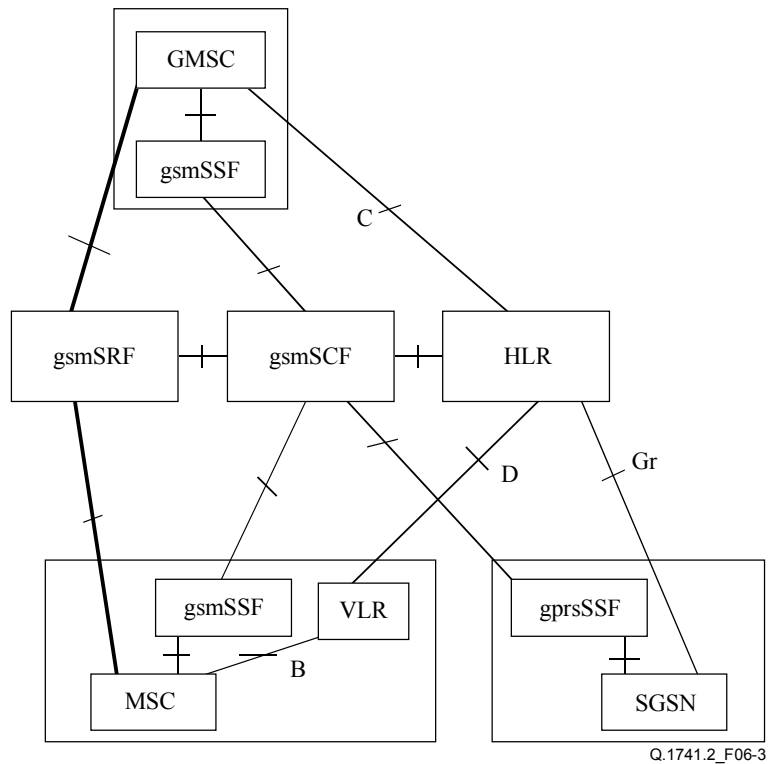 GMSC
gsmSSF
C
gsmSRF
gsmSCF
HLR
D
Gr
gsmSSF
VLR
gprsSSF
B
MSC
SGSN
Q.1741.2_F06-3